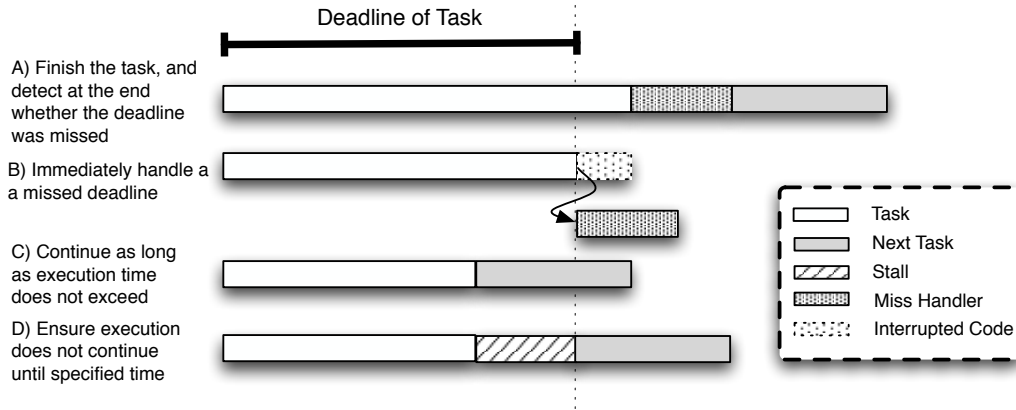 Deadline of Task
A) Finish the task, and
detect at the end
whether the deadline
was missed
B) Immediately handle a
a missed deadline
C) Continue as long
as execution time
does not exceed
D) Ensure execution
does not continue
until specified time
Task
Next Task
Stall
Miss Handler
Interrupted Code